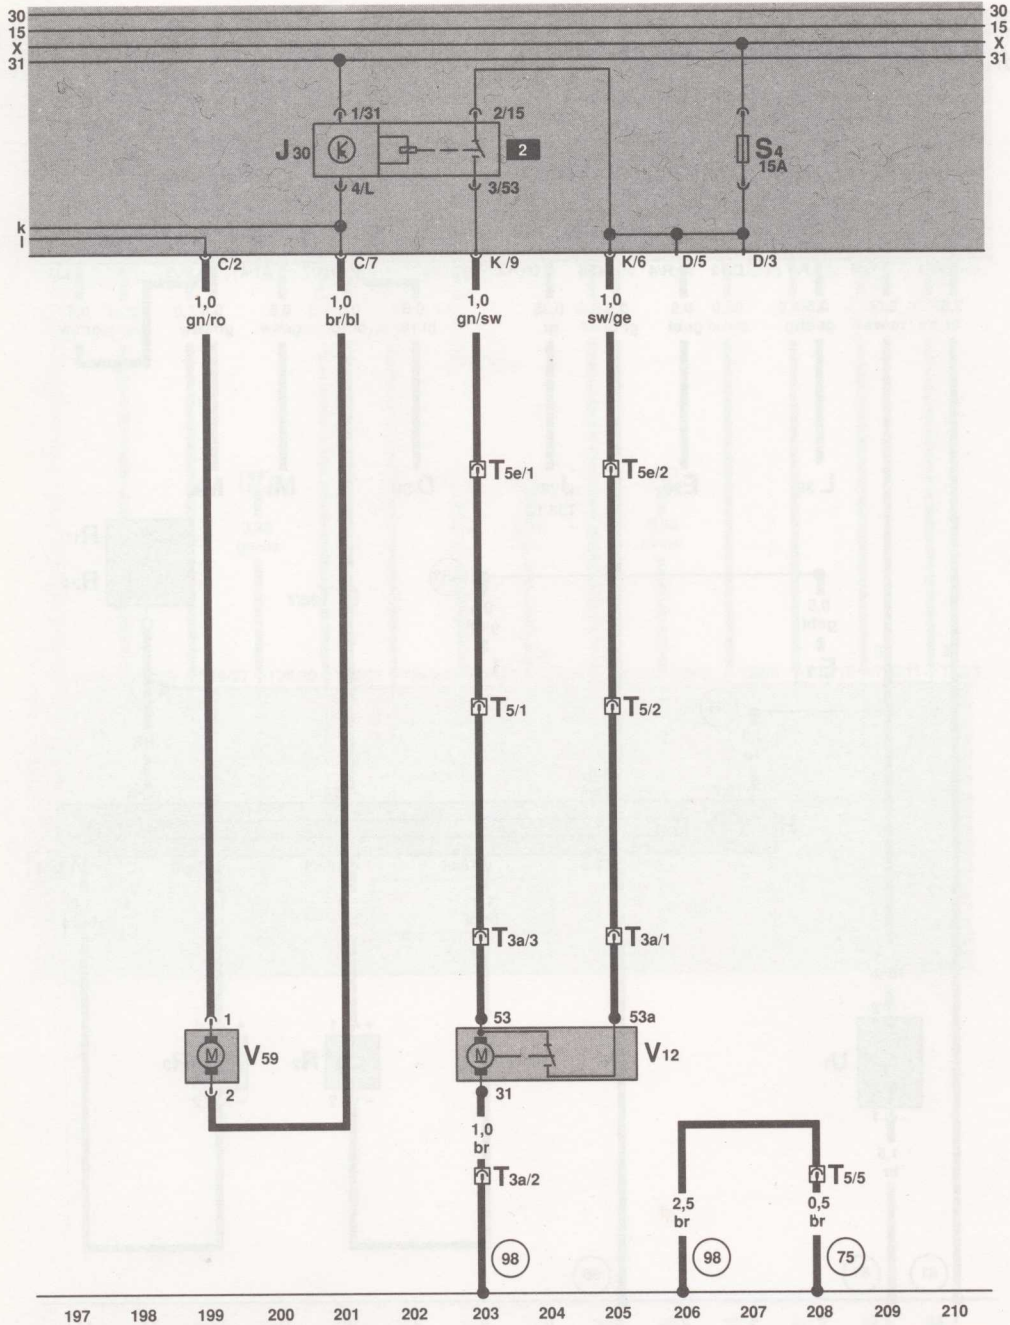 30 30
15 15
X X
31 31
1/31 2/15
J30 2 S4
15A
4/L 3/53
k
l
C/2 C/7 K/9 K/6 D/5 D/3
1,0 1,0 1,0 1,0
gn/ro br/bl gn/sw sw/ge
T5e/1 T5e/2
T5/1 T5/2
T3a/3 T3a/1
1 53 53a
M V59 M V12
2 31
1,0
br
T3a/2 T5/5
2,5 0,5
br br
98 98 75
197 198 199 200 201 202 203 204 205 206 207 208 209 210